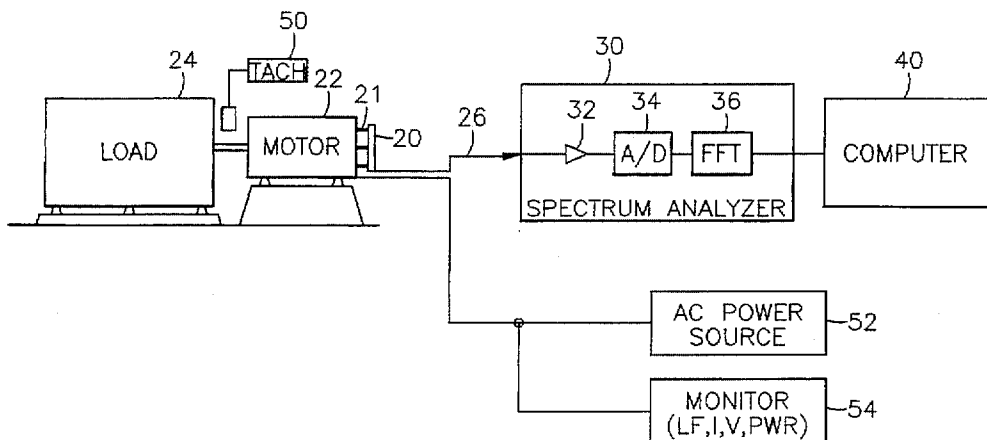 50
TACH
24
22
21
20
26
30
32
34
36
40
LOAD
MOTOR
A/D
FFT
COMPUTER
SPECTRUM ANALYZER
AC POWER
SOURCE
52
MONITOR
(LF,I,V,PWR)
54